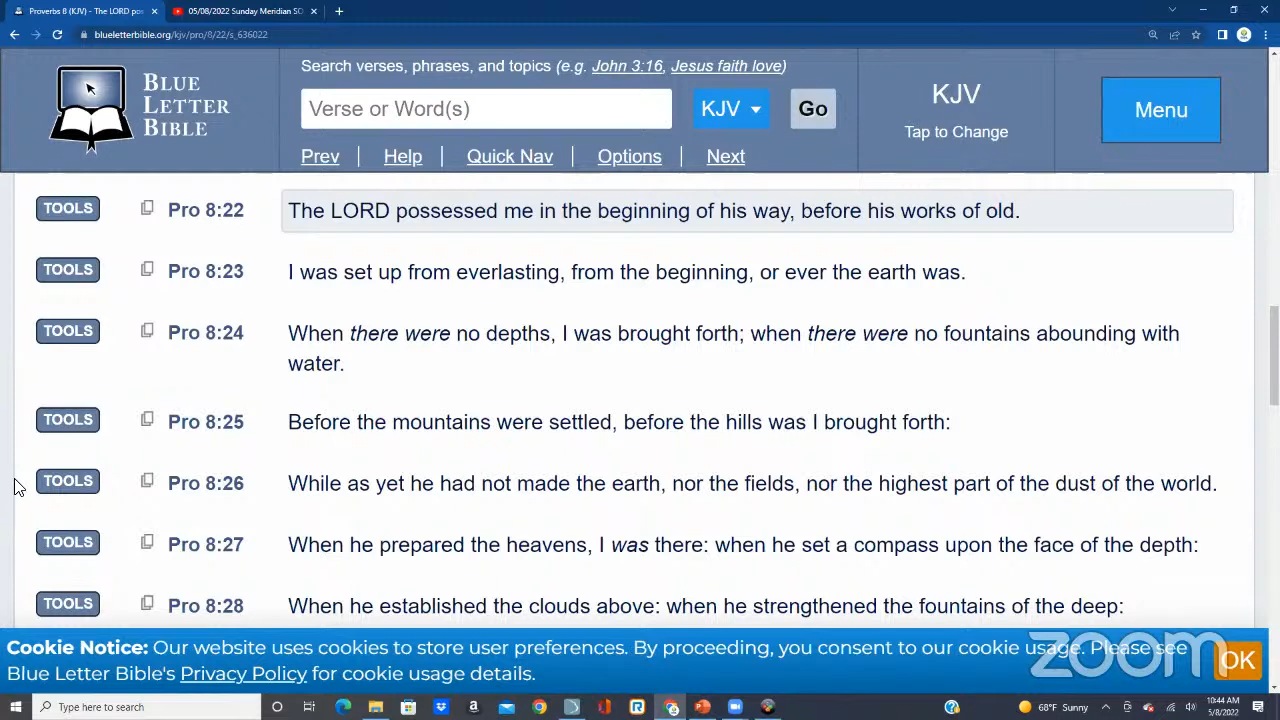 Proverbs 8 (KJV) - The LORD pos
05/08/2022 Sunday Meridian SO
blueletterbible.org/kjv/pro/8/22/s_636022
BLUE
LETTER
BIBLE
Search verses, phrases, and topics (e.g. John 3:16, Jesus faith love)
Verse or Word(s)
KJV
Go
Prev | Help | Quick Nav | Options | Next
KJV
Tap to Change
Menu
TOOLS Pro 8:22 The LORD possessed me in the beginning of his way, before his works of old.
TOOLS Pro 8:23 I was set up from everlasting, from the beginning, or ever the earth was.
TOOLS Pro 8:24 When there were no depths, I was brought forth; when there were no fountains abounding with
water.
TOOLS Pro 8:25 Before the mountains were settled, before the hills was I brought forth:
TOOLS Pro 8:26 While as yet he had not made the earth, nor the fields, nor the highest part of the dust of the world.
TOOLS Pro 8:27 When he prepared the heavens, I was there: when he set a compass upon the face of the depth:
TOOLS Pro 8:28 When he established the clouds above: when he strengthened the fountains of the deep:
Cookie Notice: Our website uses cookies to store user preferences. By proceeding, you consent to our cookie usage. Please see
Blue Letter Bible's Privacy Policy for cookie usage details.
OK
zoom
Type here to search
68°F Sunny
10:44 AM
5/8/2022